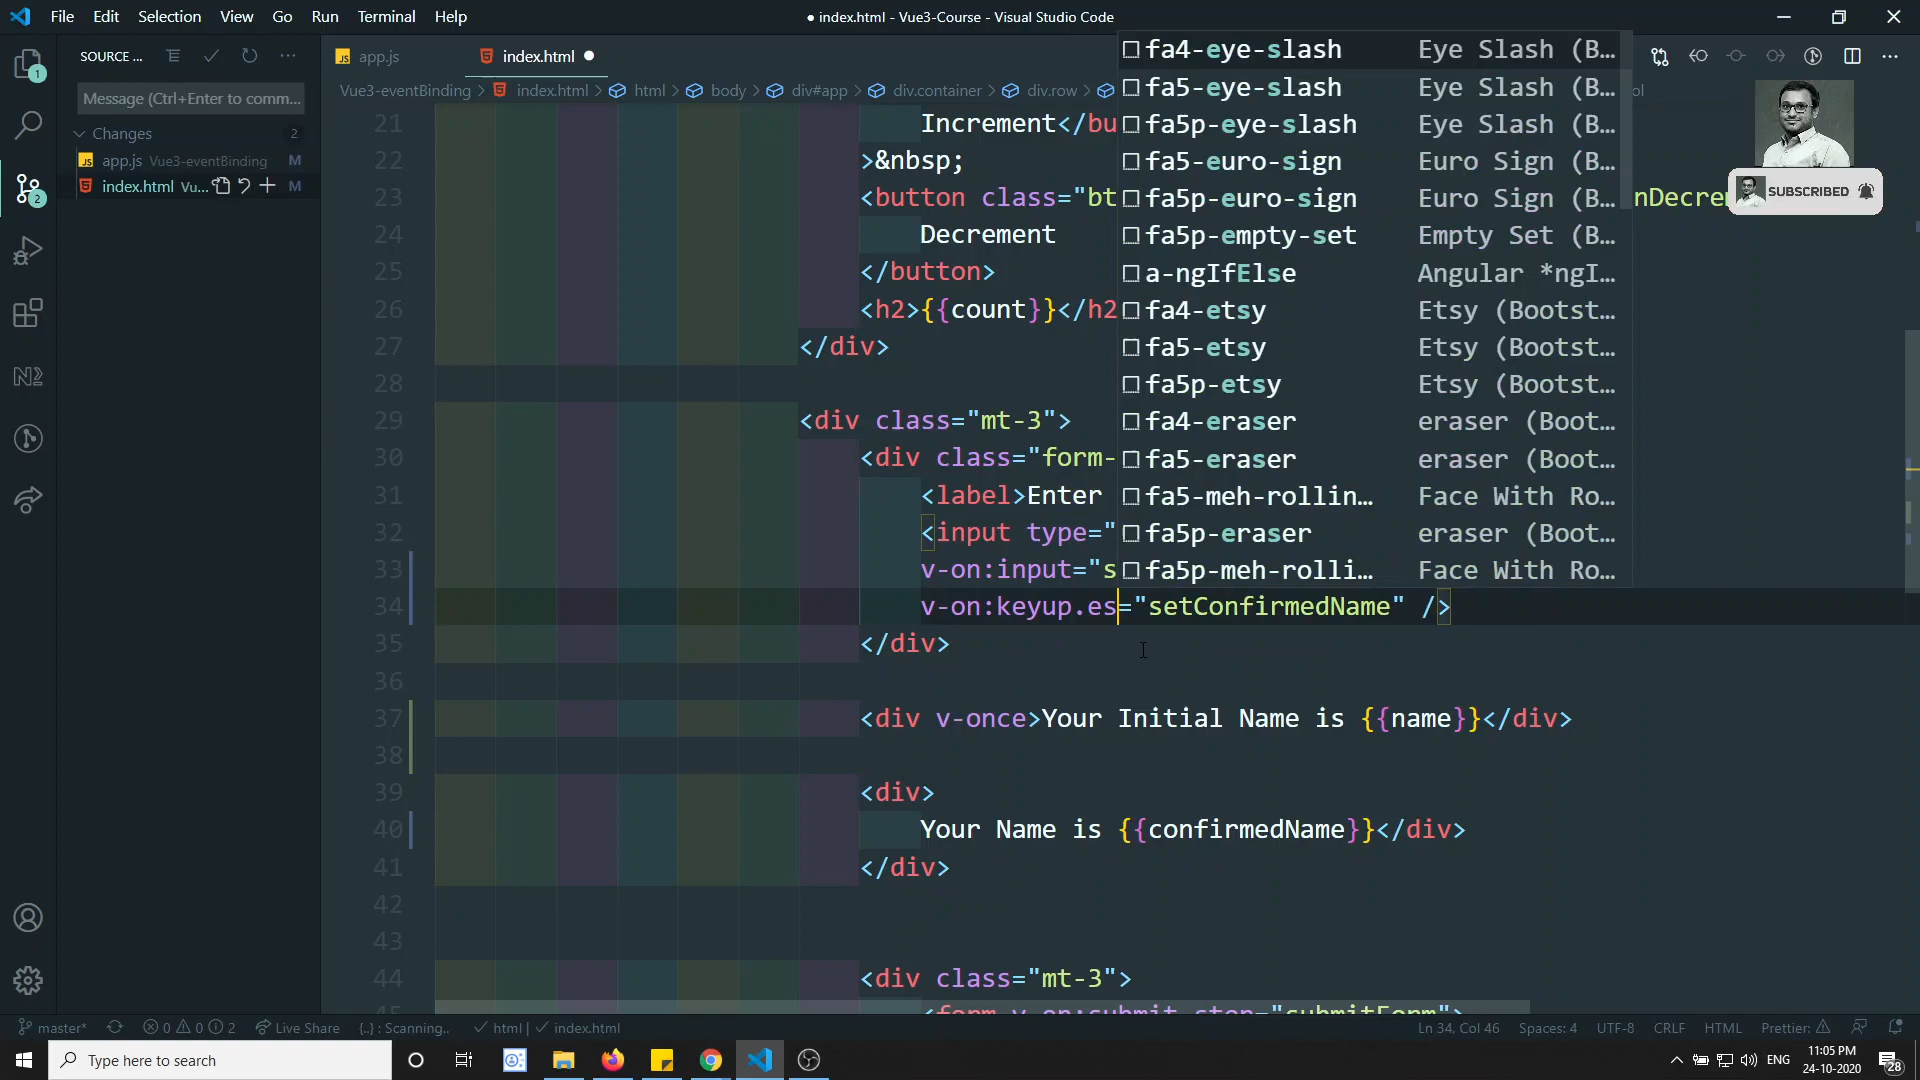 File Edit Selection View Go Run Terminal Help
● index.html - Vue3-Course - Visual Studio Code
SOURCE ...
Message (Ctrl+Enter to comm...
Changes 2
app.js Vue3-eventBinding M
index.html Vu... M
1
2
app.js
index.html ●
Vue3-eventBinding > index.html > html > body > div#app > div.container > div.row >
21 Increment</bu
22 >&nbsp;
23 <button class="bt
nDecrem
24 Decrement
25 </button>
26 <h2>{{count}}</h2
27 </div>
28
29 <div class="mt-3">
30 <div class="form-
31 <label>Enter
32 <input type="
33 v-on:input="s
34 v-on:keyup.es="setConfirmedName" />
35 </div>
36
37 <div v-once>Your Initial Name is {{name}}</div>
38
39 <div>
40 Your Name is {{confirmedName}}</div>
41 </div>
42
43
44 <div class="mt-3">
45 <form v-on:submit.stop="submitForm">
fa4-eye-slash Eye Slash (B...
fa5-eye-slash Eye Slash (B...
fa5p-eye-slash Eye Slash (B...
fa5-euro-sign Euro Sign (B...
fa5p-euro-sign Euro Sign (B...
fa5p-empty-set Empty Set (B...
a-ngIfElse Angular *ngI...
fa4-etsy Etsy (Bootst...
fa5-etsy Etsy (Bootst...
fa5p-etsy Etsy (Bootst...
fa4-eraser eraser (Boot...
fa5-eraser eraser (Boot...
fa5-meh-rollin... Face With Ro...
fa5p-eraser eraser (Boot...
fa5p-meh-rolli... Face With Ro...
SUBSCRIBED
master* 0 0 2 Live Share {..} : Scanning.. html | index.html
Ln 34, Col 46 Spaces: 4 UTF-8 CRLF HTML Prettier:
Type here to search
ENG
11:05 PM
24-10-2020
28